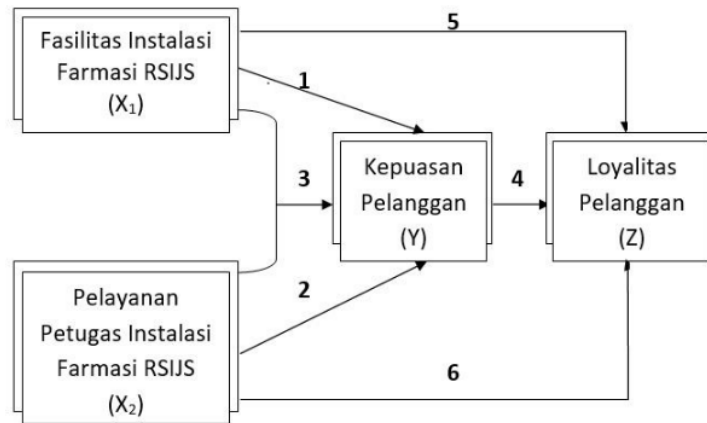 Fasilitas Instalasi
Farmasi RSIJS
(X₁)
5
1
3
Kepuasan
Pelanggan
(Y)
4
Loyalitas
Pelanggan
(Z)
2
Pelayanan
Petugas Instalasi
Farmasi RSIJS
(X₂)
6